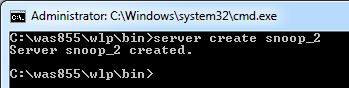 Administrator: C:\Windows\system32\cmd.exe
C:\was855\wlp\bin>server create snoop_2
Server snoop_2 created.
C:\was855\wlp\bin>